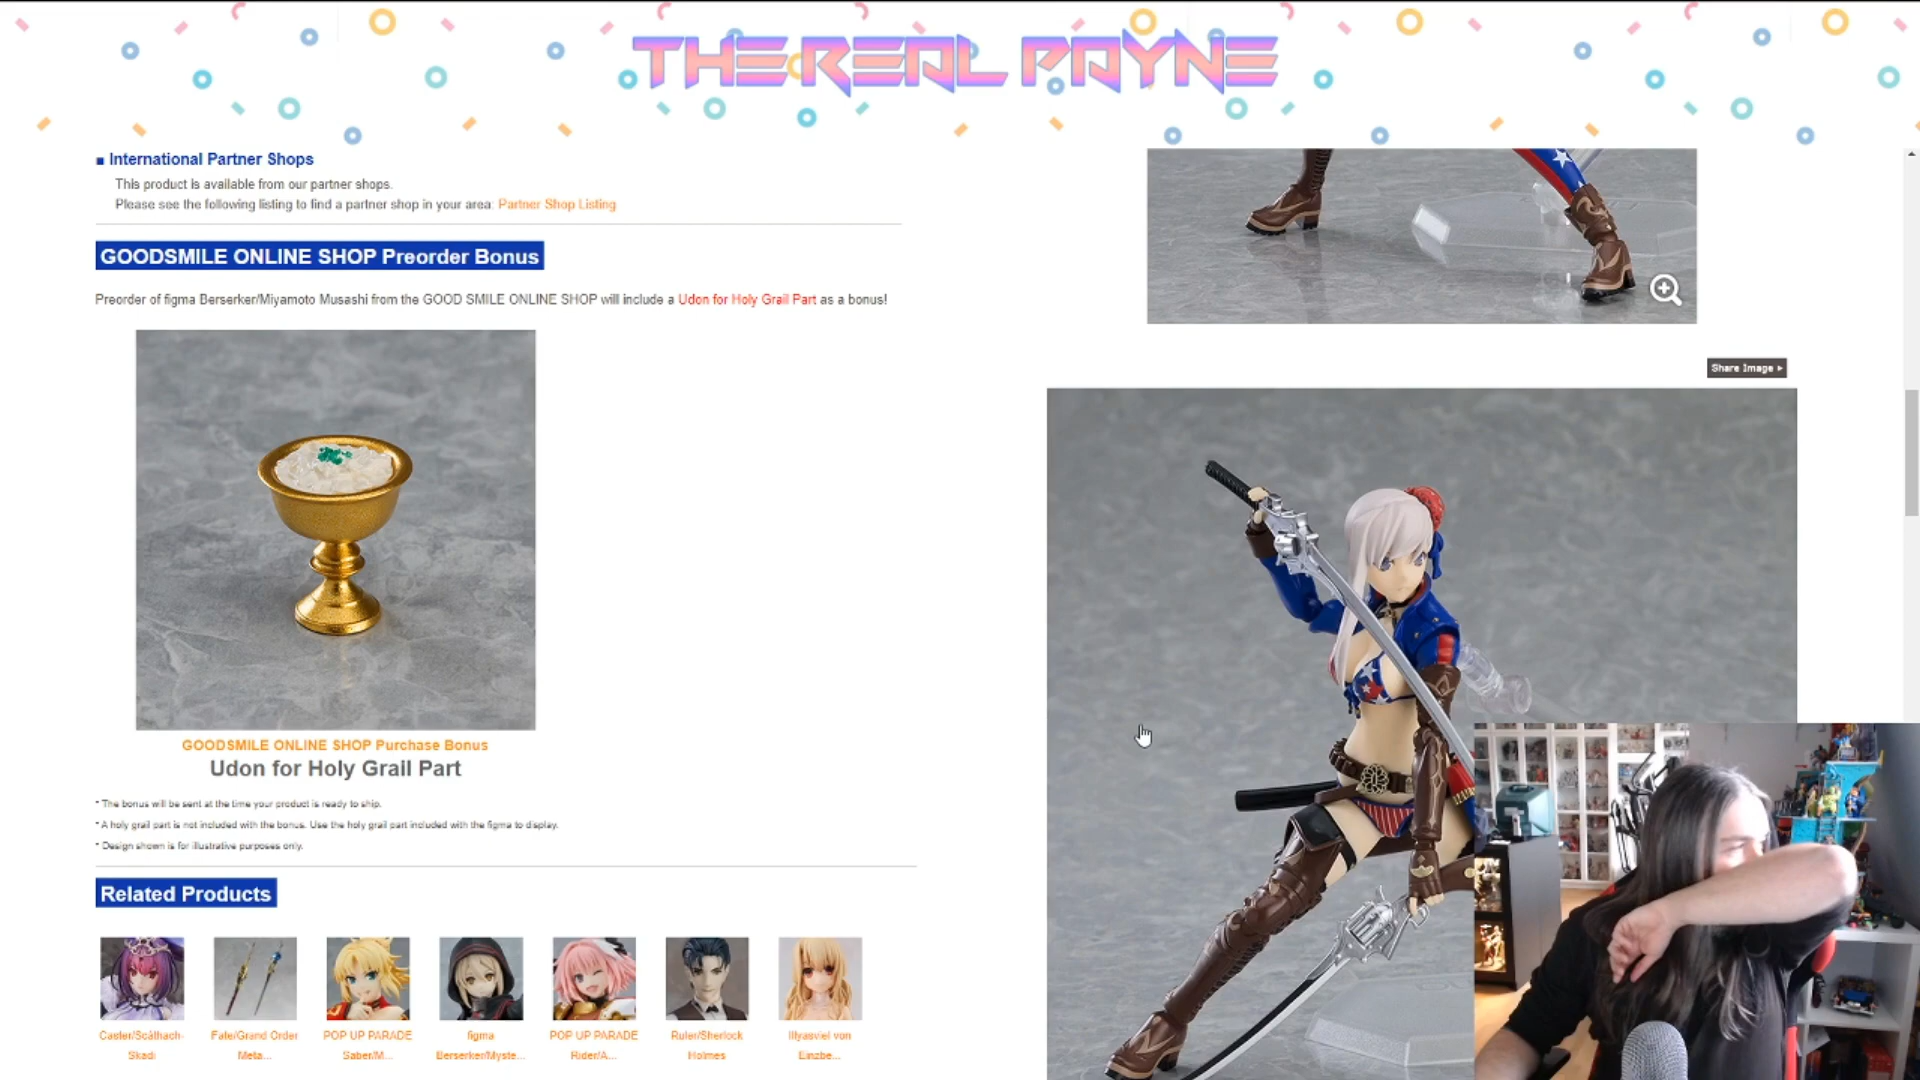 THE REAL PAYNE
International Partner Shops
This product is available from our partner shops.
Please see the following listing to find a partner shop in your area: Partner Shop Listing
GOODSMILE ONLINE SHOP Preorder Bonus
Preorder of figma Berserker/Miyamoto Musashi from the GOOD SMILE ONLINE SHOP will include a Udon for Holy Grail Part as a bonus!
GOODSMILE ONLINE SHOP Purchase Bonus
Udon for Holy Grail Part
* The bonus will be sent at the time your product is ready to ship.
* A holy grail part is not included with the bonus. Use the holy grail part included with the figma to display.
* Design shown is for illustrative purposes only.
Related Products
Caster/Scáthach-
Skadi
Fate/Grand Order
Meta...
POP UP PARADE
Saber/M...
figma
Berserker/Myste...
POP UP PARADE
Rider/A...
Ruler/Sherlock
Holmes
Illyasviel von
Einzbe...
Share Image